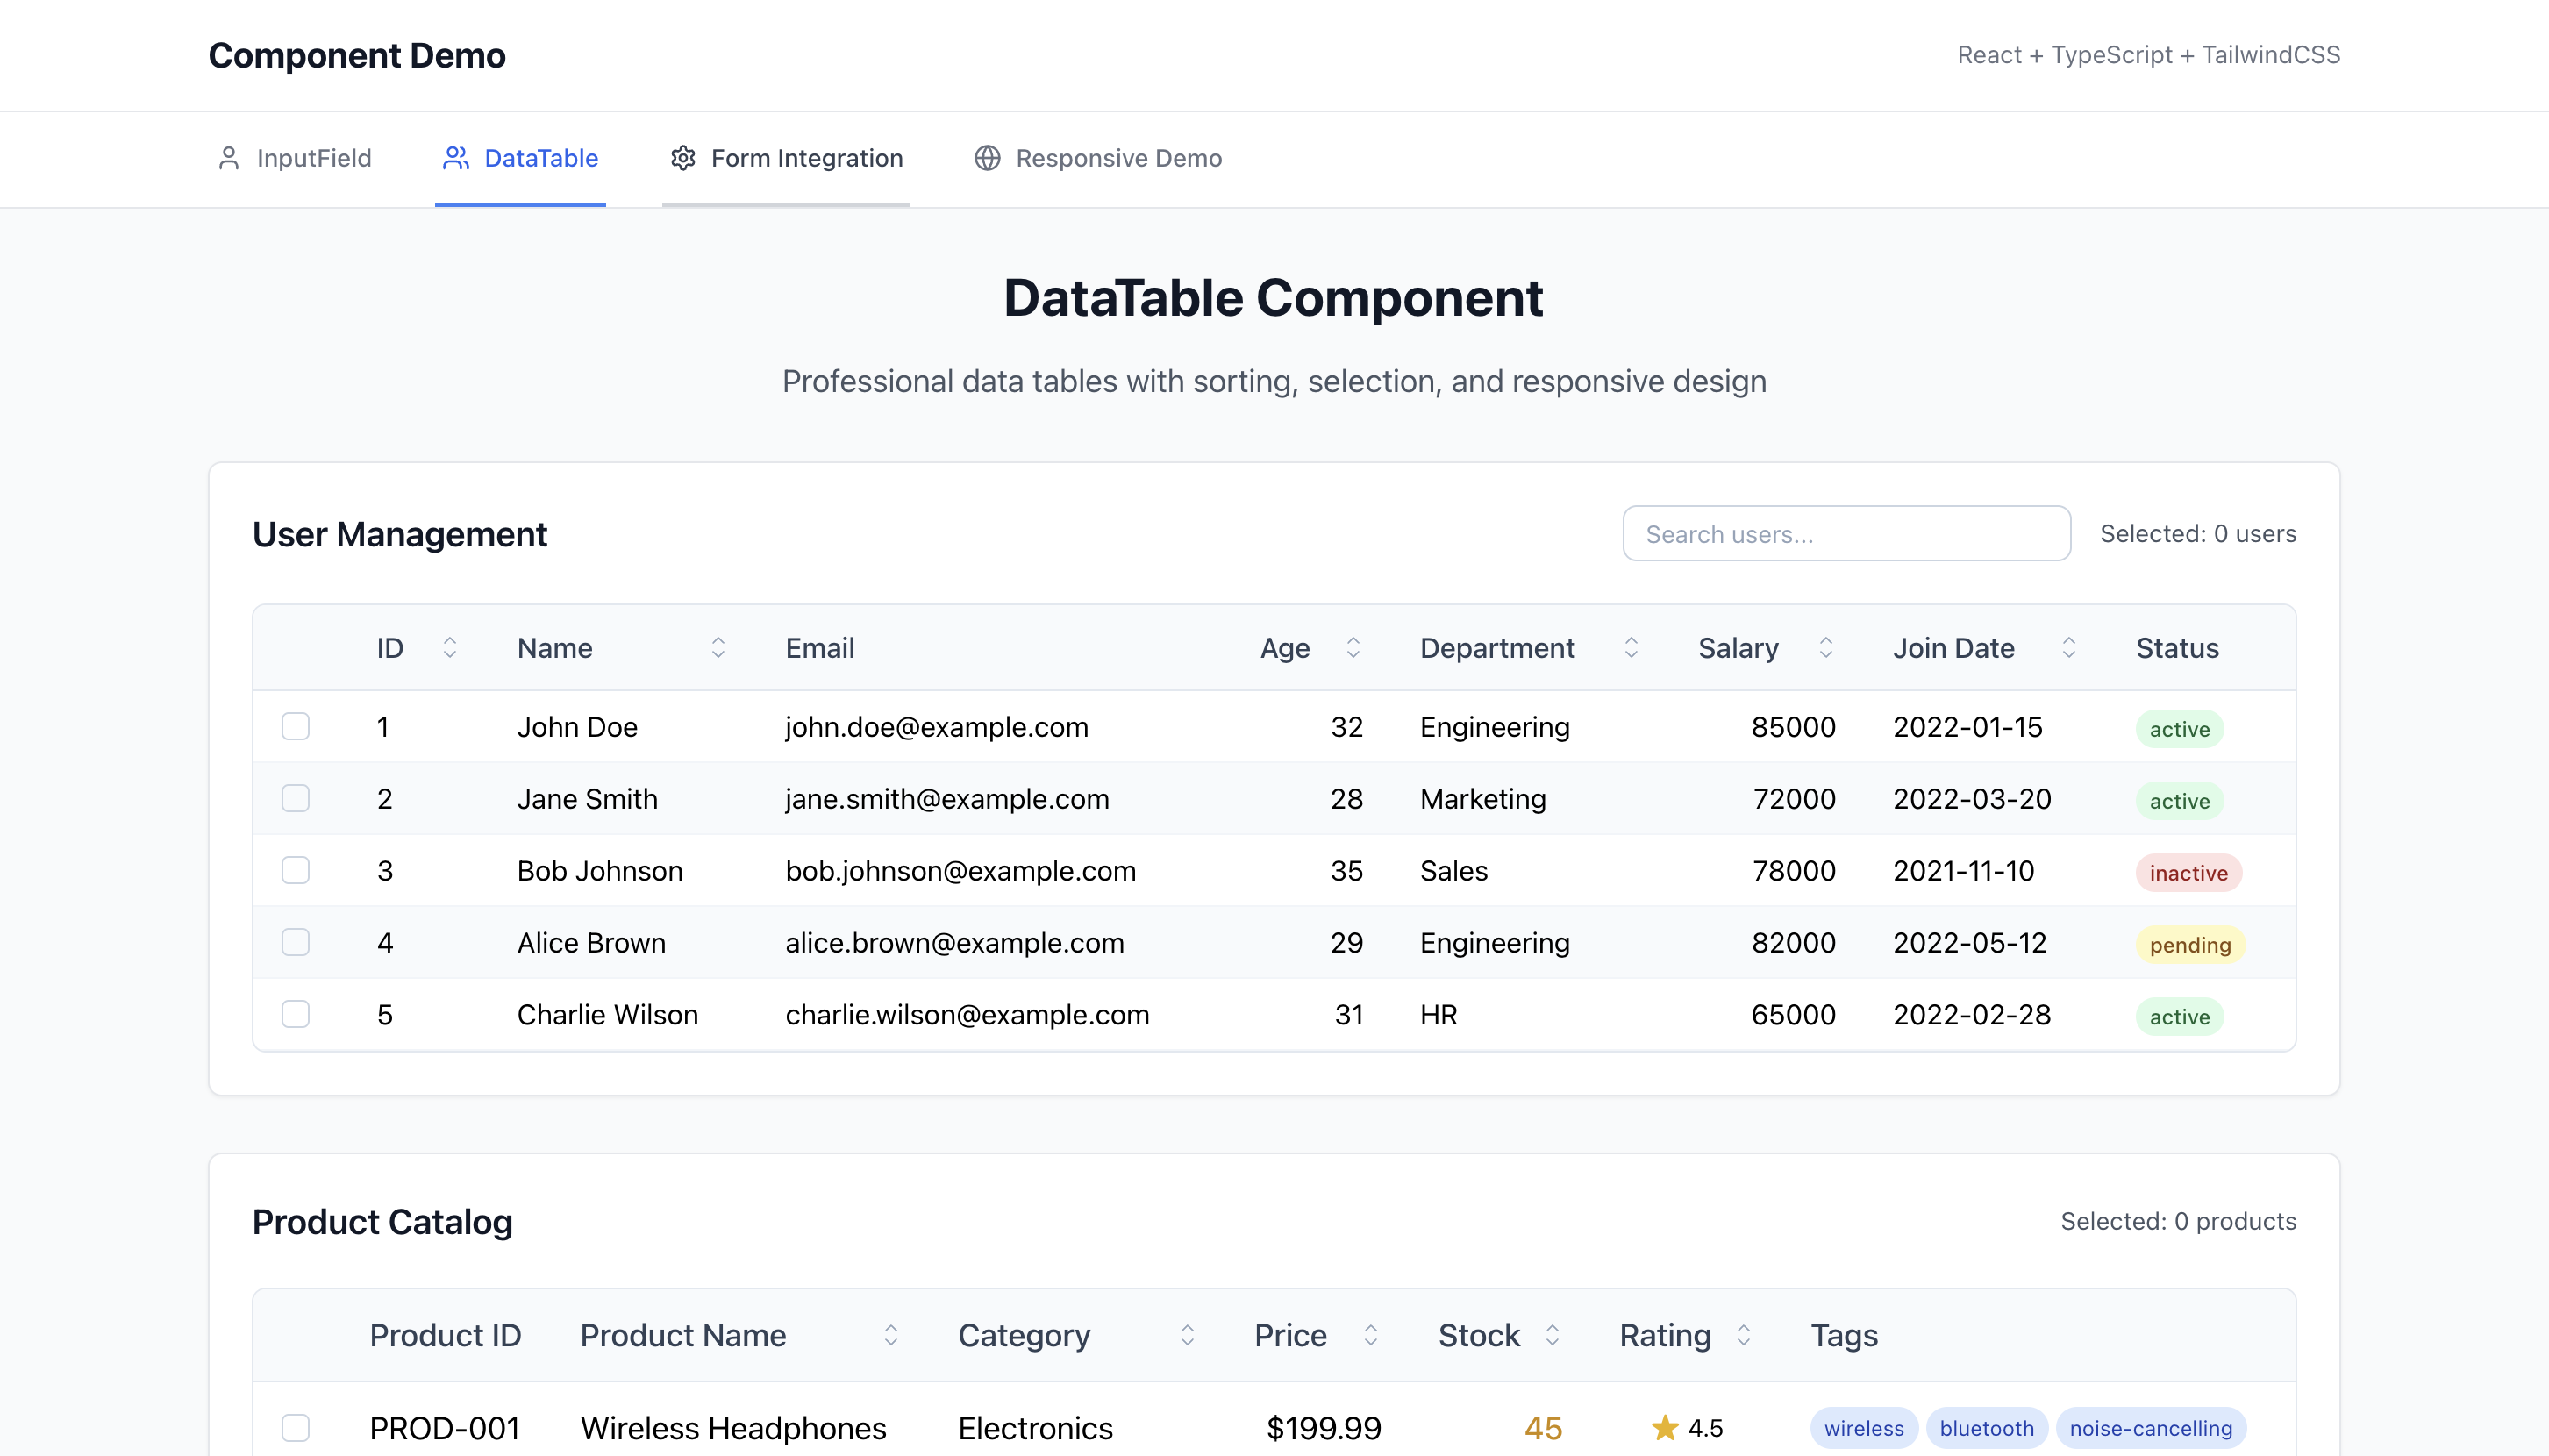 Component Demo
React + TypeScript + TailwindCSS
InputField DataTable Form Integration Responsive Demo
DataTable Component
Professional data tables with sorting, selection, and responsive design
User Management
Search users...
Selected: 0 users
ID Name Email Age Department Salary Join Date Status
1 John Doe john.doe@example.com 32 Engineering 85000 2022-01-15 active
2 Jane Smith jane.smith@example.com 28 Marketing 72000 2022-03-20 active
3 Bob Johnson bob.johnson@example.com 35 Sales 78000 2021-11-10 inactive
4 Alice Brown alice.brown@example.com 29 Engineering 82000 2022-05-12 pending
5 Charlie Wilson charlie.wilson@example.com 31 HR 65000 2022-02-28 active
Product Catalog
Selected: 0 products
Product ID Product Name Category Price Stock Rating Tags
PROD-001 Wireless Headphones Electronics $199.99 45 4.5 wireless bluetooth noise-cancelling